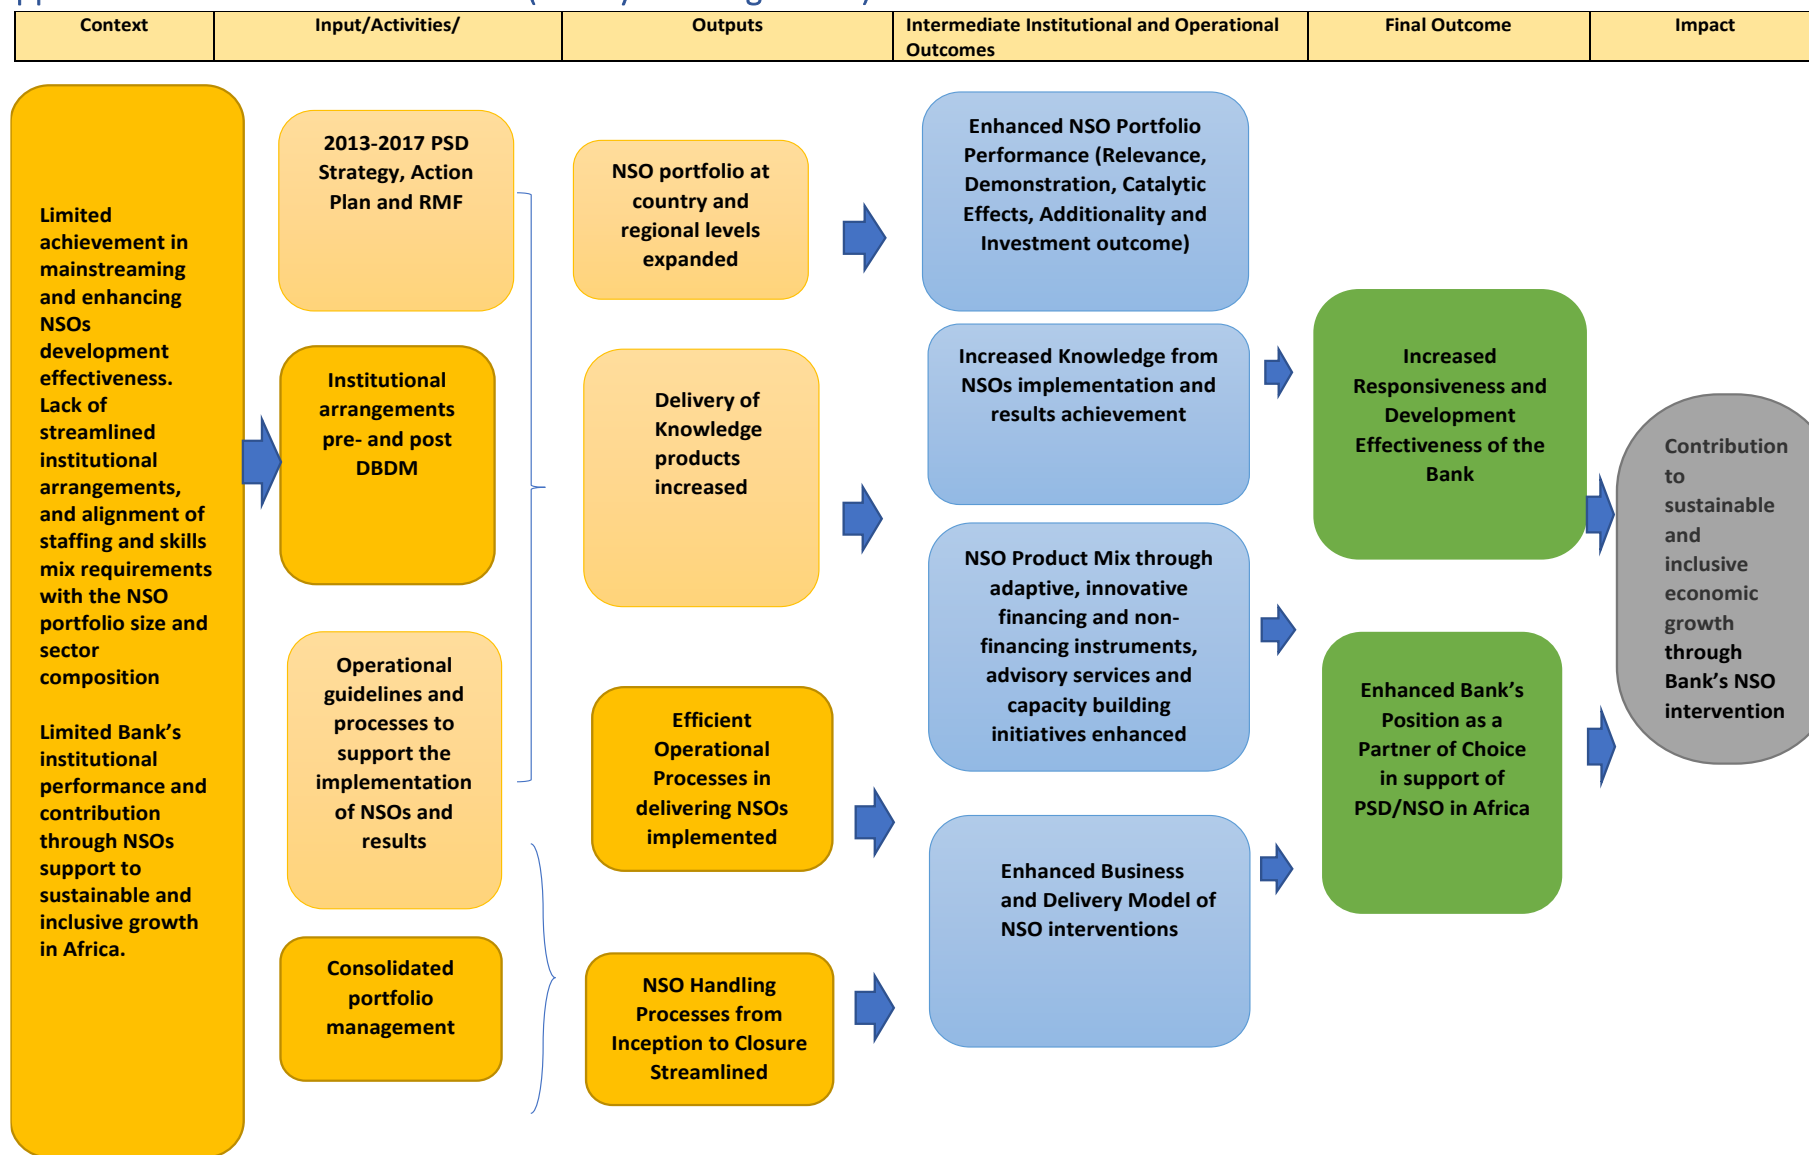 Context
Input/Activities/
Outputs
Intermediate Institutional and Operational
Outcomes
Final Outcome
Impact
Limited
achievement in
mainstreaming
and enhancing
NSOs
development
effectiveness.
Lack of
streamlined
institutional
arrangements,
and alignment of
staffing and skills
mix requirements
with the NSO
portfolio size and
sector
composition
Limited Bank’s
institutional
performance and
contribution
through NSOs
support to
sustainable and
inclusive growth
in Africa.
2013-2017 PSD
Strategy, Action
Plan and RMF
Institutional
arrangements
pre- and post
DBDM
Operational
guidelines and
processes to
support the
implementation
of NSOs and
results
Consolidated
portfolio
management
NSO portfolio at
country and
regional levels
expanded
Delivery of
Knowledge
products
increased
Efficient
Operational
Processes in
delivering NSOs
implemented
NSO Handling
Processes from
Inception to Closure
Streamlined
Enhanced NSO Portfolio
Performance (Relevance,
Demonstration, Catalytic
Effects, Additionality and
Investment outcome)
Increased Knowledge from
NSOs implementation and
results achievement
NSO Product Mix through
adaptive, innovative
financing and non-
financing instruments,
advisory services and
capacity building
initiatives enhanced
Enhanced Business
and Delivery Model of
NSO interventions
Increased
Responsiveness and
Development
Effectiveness of the
Bank
Enhanced Bank’s
Position as a
Partner of Choice
in support of
PSD/NSO in Africa
Contribution
to
sustainable
and
inclusive
economic
growth
through
Bank’s NSO
intervention